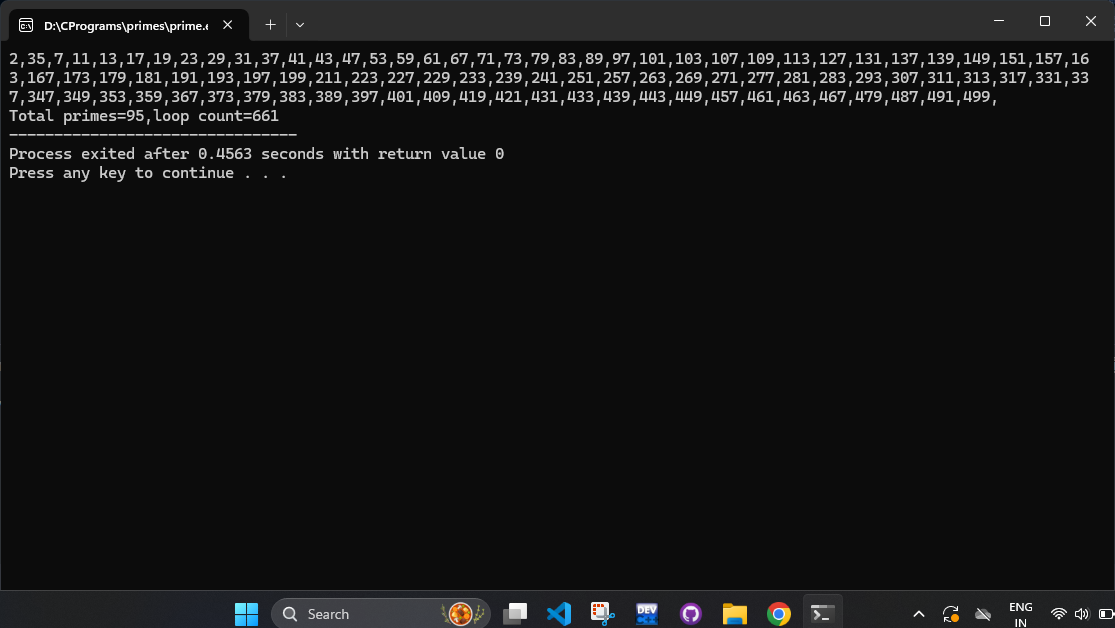 D:\CPrograms\primes\prime.e
2,35,7,11,13,17,19,23,29,31,37,41,43,47,53,59,61,67,71,73,79,83,89,97,101,103,107,109,113,127,131,137,139,149,151,157,16
3,167,173,179,181,191,193,197,199,211,223,227,229,233,239,241,251,257,263,269,271,277,281,283,293,307,311,313,317,331,33
7,347,349,353,359,367,373,379,383,389,397,401,409,419,421,431,433,439,443,449,457,461,463,467,479,487,491,499,
Total primes=95,loop count=661
--------------------------------
Process exited after 0.4563 seconds with return value 0
Press any key to continue . . .
Search
DEV
ENG
IN